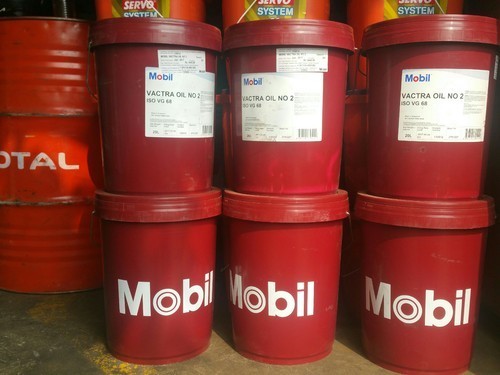 SERVO
SYSTEM
SERVO
SYSTEM
SERVO
SYSTEM
Mobil
VACTRA OIL NO 2
ISO VG 68
Mobil
VACTRA OIL NO 2
ISO VG 68
Mobil
VACTRA OIL NO 2
ISO VG 68
OTAL
Mobil
Mobil
Mobil